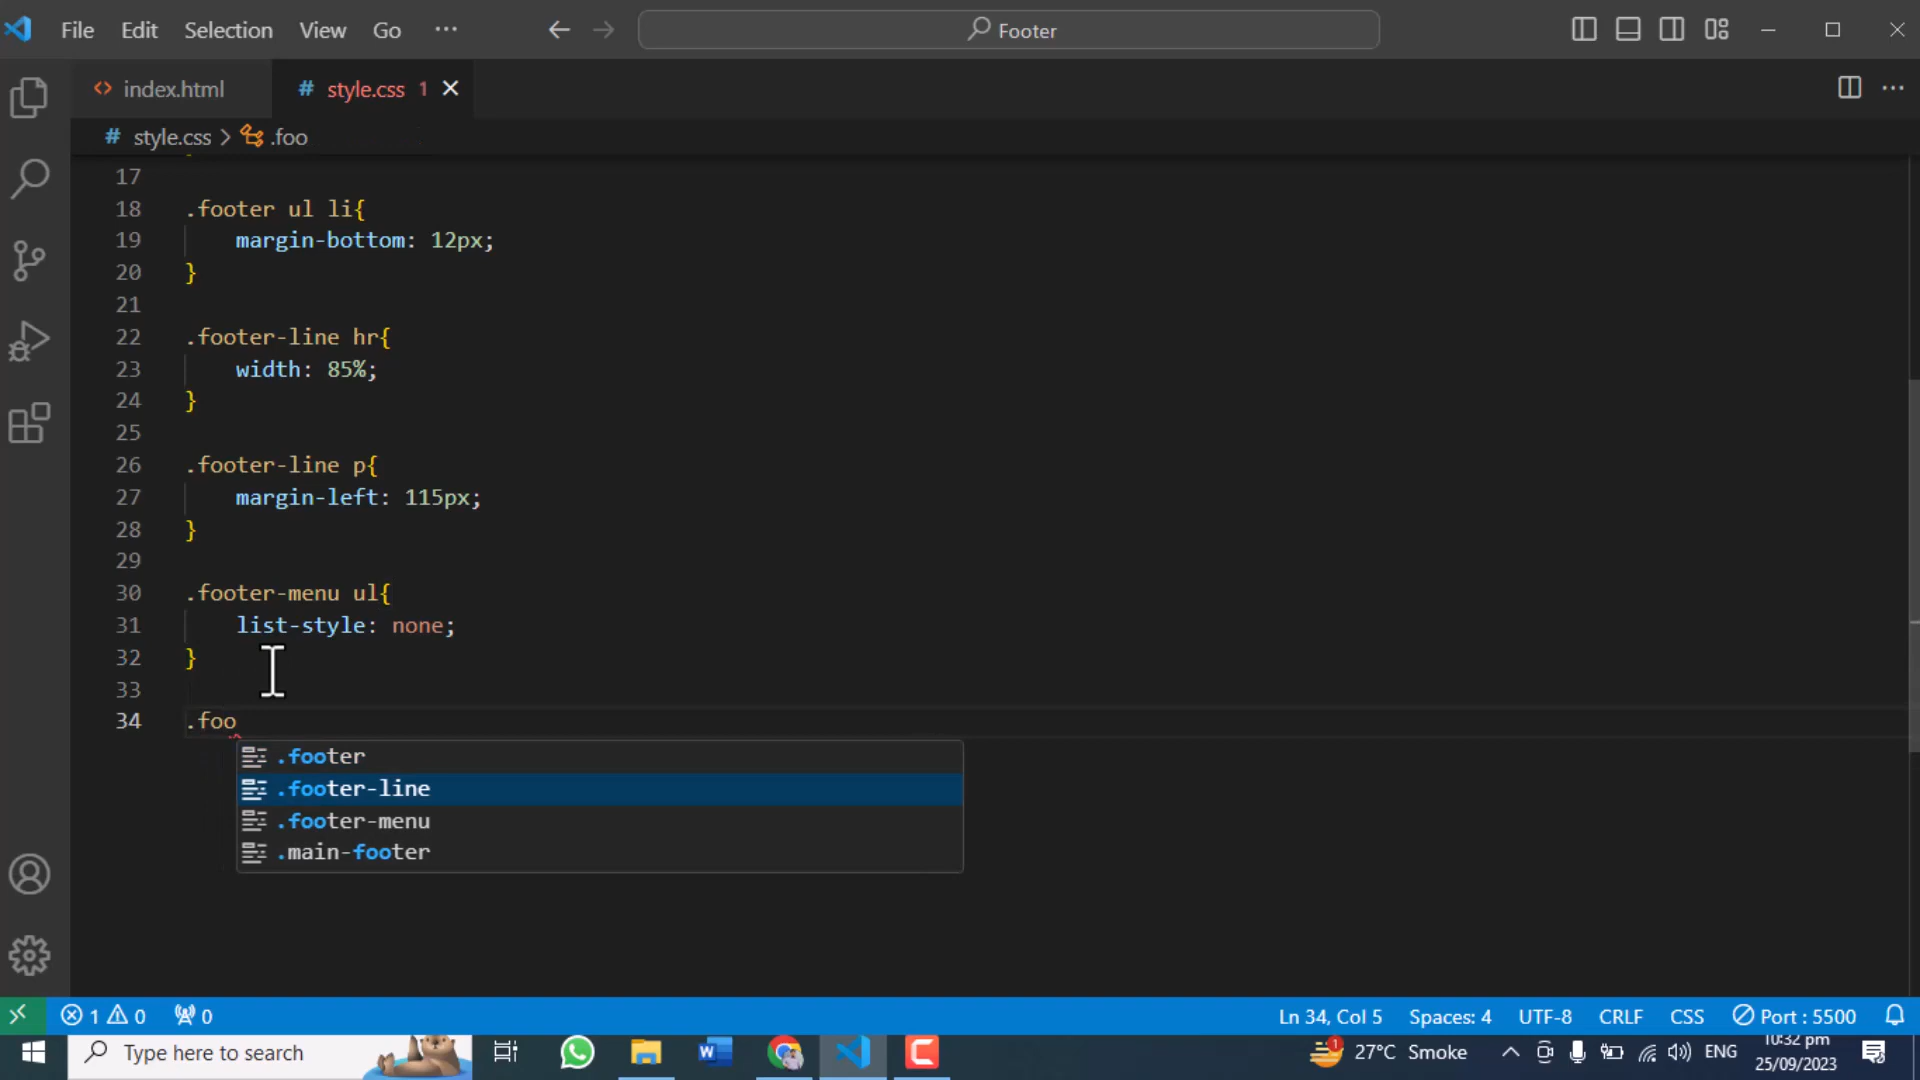 File Edit Selection View Go ··· Footer
index.html # style.css 1
# style.css > .foo
17
18 .footer ul li{
19 margin-bottom: 12px;
20 }
21
22 .footer-line hr{
23 width: 85%;
24 }
25
26 .footer-line p{
27 margin-left: 115px;
28 }
29
30 .footer-menu ul{
31 list-style: none;
32 }
33
34 .foo
.footer
.footer-line
.footer-menu
.main-footer
1 0 0 Ln 34, Col 5 Spaces: 4 UTF-8 CRLF CSS Port : 5500
Type here to search 1 27°C Smoke ENG 10:32 pm
25/09/2023